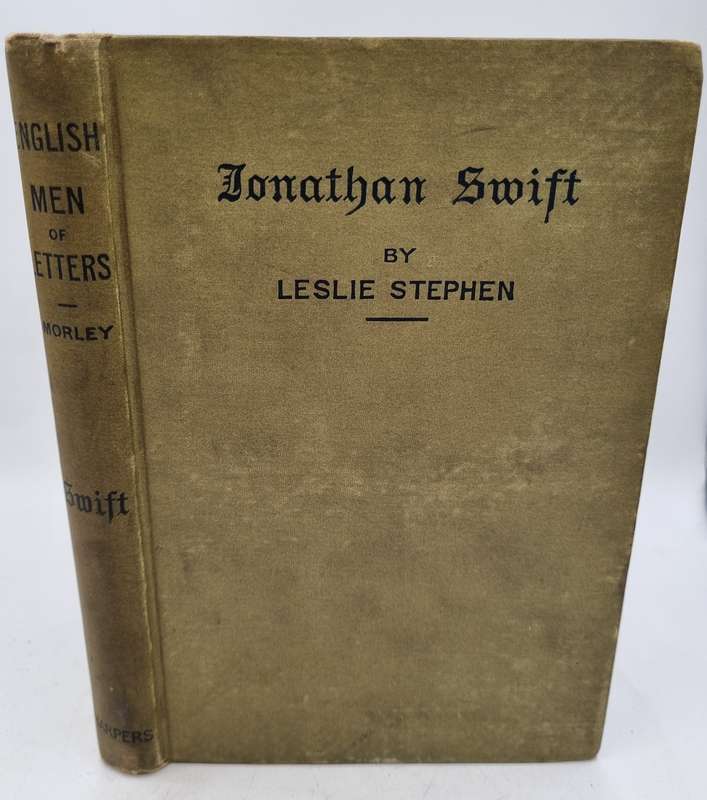 ENGLISH
MEN
OF
LETTERS
MORLEY
Swift
HARPERS
Jonathan Swift
BY
LESLIE STEPHEN